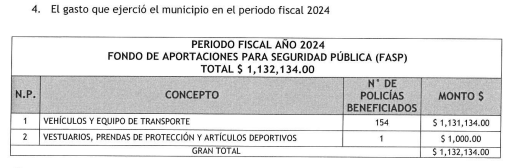 4. El gasto que ejerció el municipio en el periodo fiscal 2024
PERIODO FISCAL AÑO 2024
FONDO DE APORTACIONES PARA SEGURIDAD PÚBLICA (FASP)
TOTAL $ 1,132,134.00
N.P. CONCEPTO N° DE POLICÍAS BENEFICIADOS MONTO $
1 VEHÍCULOS Y EQUIPO DE TRANSPORTE 154 $ 1,131,134.00
2 VESTUARIOS, PRENDAS DE PROTECCIÓN Y ARTÍCULOS DEPORTIVOS 1 $ 1,000.00
GRAN TOTAL $ 1,132,134.00